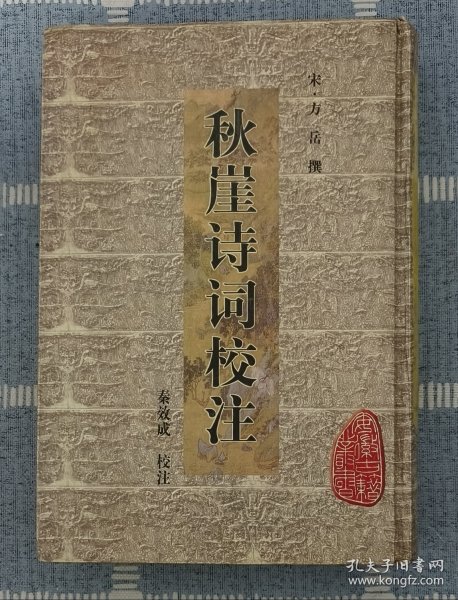 宋·方岳 撰
秋崖诗词校注
秦效成 校注
孔夫子旧书网
www.kongfz.com